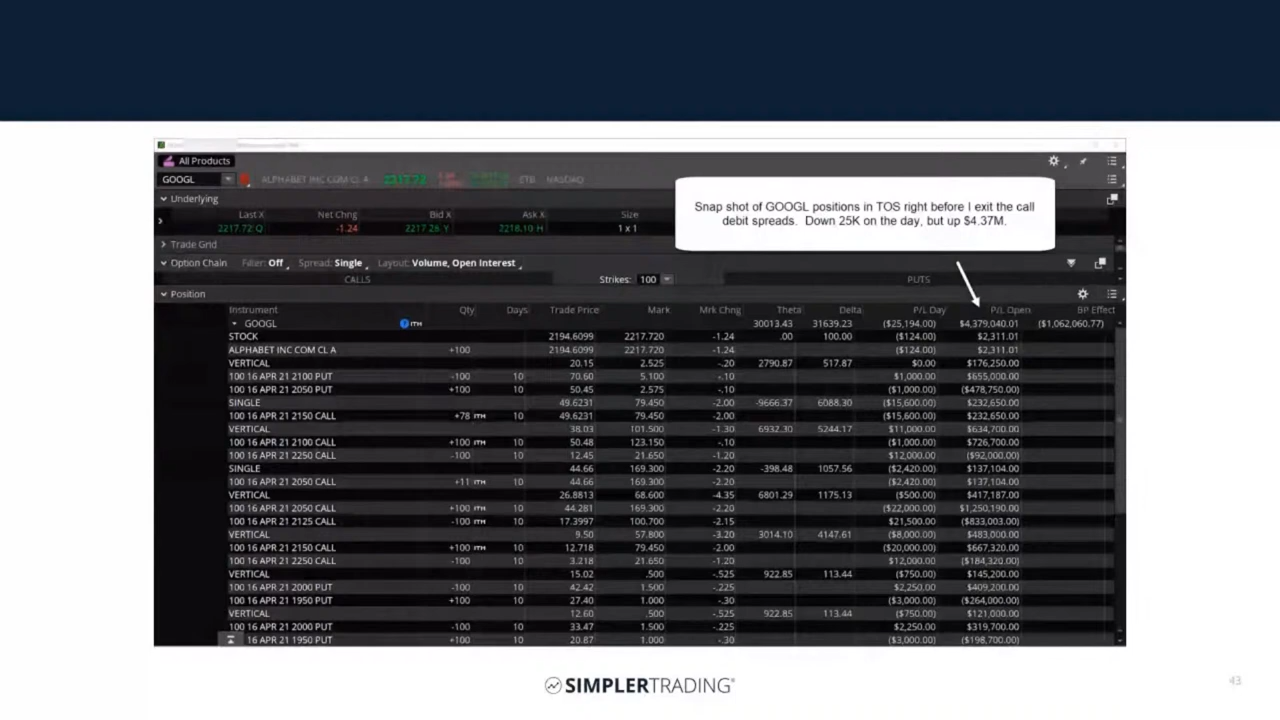 All Products
GOOGL ALPHABET INC COM CL A 2217.72 ETB NASDAQ
Snap shot of GOOGL positions in TOS right before I exit the call
debit spreads. Down 25K on the day, but up $4.37M.
Underlying
Last X Net Chng Bid X Ask X Size
2217.72 Q -1.24 2217.26 Y 2218.10 H 1 x 1
Trade Grid
Option Chain Filter: Off Spread: Single Layout: Volume, Open Interest
CALLS Strikes: 100 PUTS
Position
Instrument Qty Days Trade Price Mark Mrk Chng Theta Delta P/L Day P/L Open BP Effect
GOOGL ITH 30013.43 31639.23 ($25,194.00) $4,379,040.01 ($1,062,060.77)
STOCK 2194.6099 2217.720 -1.24 .00 100.00 ($124.00) $2,311.01
ALPHABET INC COM CL A +100 2194.6099 2217.720 -1.24 ($124.00) $2,311.01
VERTICAL 20.15 2.525 -.20 2790.87 517.87 $0.00 $176,250.00
100 16 APR 21 2100 PUT -100 10 70.60 5.100 -.10 $1,000.00 $655,000.00
100 16 APR 21 2050 PUT +100 10 50.45 2.575 -.10 ($1,000.00) ($478,750.00)
SINGLE 49.6231 79.450 -2.00 -9666.37 6088.30 ($15,600.00) $232,650.00
100 16 APR 21 2150 CALL +78 ITH 10 49.6231 79.450 -2.00 ($15,600.00) $232,650.00
VERTICAL 38.03 101.500 -1.30 6932.30 5244.17 $11,000.00 $634,700.00
100 16 APR 21 2100 CALL +100 ITH 10 50.48 123.150 -.10 ($1,000.00) $726,700.00
100 16 APR 21 2250 CALL -100 10 12.45 21.650 -1.20 $12,000.00 ($92,000.00)
SINGLE 44.66 169.300 -2.20 -398.48 1057.56 ($2,420.00) $137,104.00
100 16 APR 21 2050 CALL +11 ITH 10 44.66 169.300 -2.20 ($2,420.00) $137,104.00
VERTICAL 26.8813 68.600 -4.35 6801.29 1175.13 ($500.00) $417,187.00
100 16 APR 21 2050 CALL +100 ITH 10 44.281 169.300 -2.20 ($22,000.00) $1,250,190.00
100 16 APR 21 2125 CALL -100 ITH 10 17.3997 100.700 -2.15 $21,500.00 ($833,003.00)
VERTICAL 9.50 57.800 -3.20 3014.10 4147.61 ($8,000.00) $483,000.00
100 16 APR 21 2150 CALL +100 ITH 10 12.718 79.450 -2.00 ($20,000.00) $667,320.00
100 16 APR 21 2250 CALL -100 10 3.218 21.650 -1.20 $12,000.00 ($184,320.00)
VERTICAL 15.02 .500 -.525 922.85 113.44 ($750.00) $145,200.00
100 16 APR 21 2000 PUT -100 10 42.42 1.500 -.225 $2,250.00 $409,200.00
100 16 APR 21 1950 PUT +100 10 27.40 1.000 -.30 ($3,000.00) ($264,000.00)
VERTICAL 12.60 .500 -.525 922.85 113.44 ($750.00) $121,000.00
100 16 APR 21 2000 PUT -100 10 33.47 1.500 -.225 $2,250.00 $319,700.00
16 APR 21 1950 PUT +100 10 20.87 1.000 -.30 ($3,000.00) ($198,700.00)
SIMPLERTRADING®
43